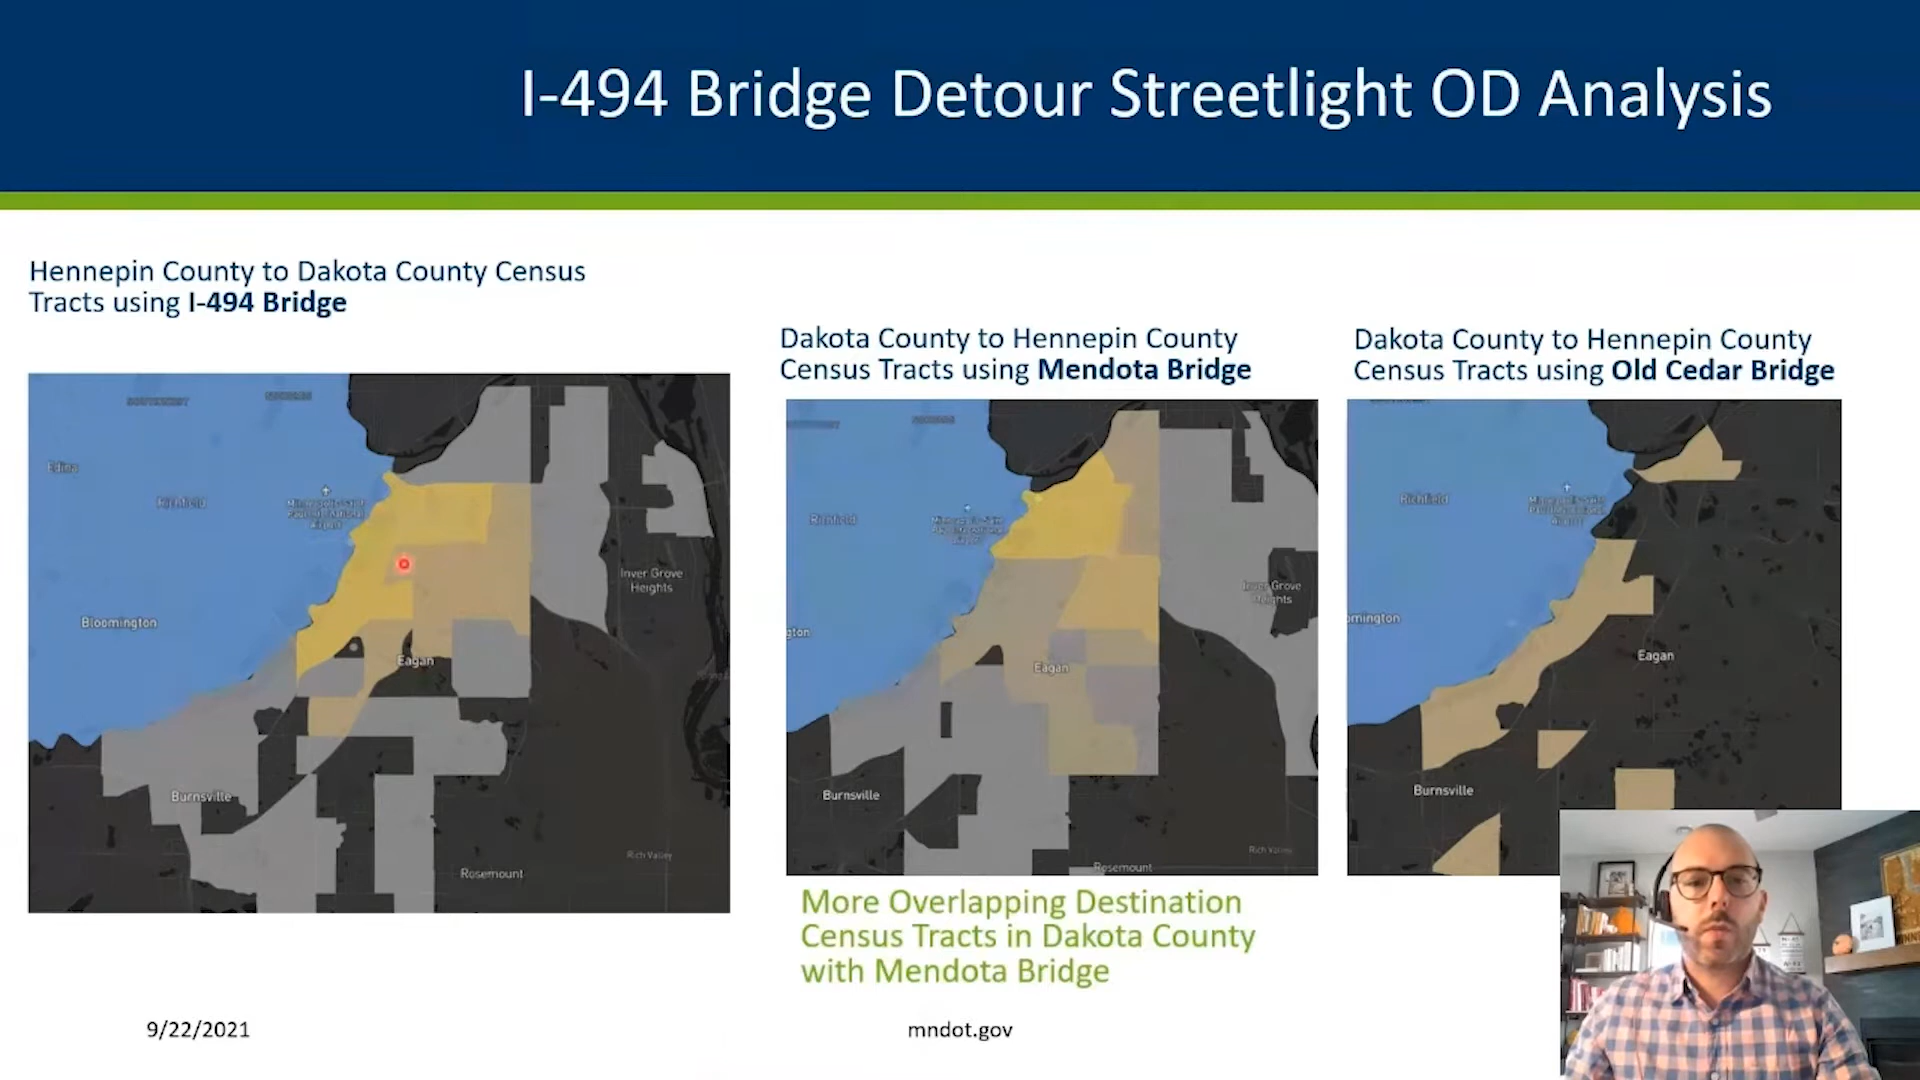 I-494 Bridge Detour Streetlight OD Analysis
Hennepin County to Dakota County Census
Tracts using I-494 Bridge
Edina
Richfield
Bloomington
Inver Grove
Heights
Eagan
Burnsville
Rosemount
Rich Valley
Dakota County to Hennepin County
Census Tracts using Mendota Bridge
Richfield
gton
Inver Grove
Heights
Eagan
Burnsville
Rosemount
Rich Valley
More Overlapping Destination
Census Tracts in Dakota County
with Mendota Bridge
Dakota County to Hennepin County
Census Tracts using Old Cedar Bridge
Richfield
mington
Eagan
Burnsville
9/22/2021
mndot.gov